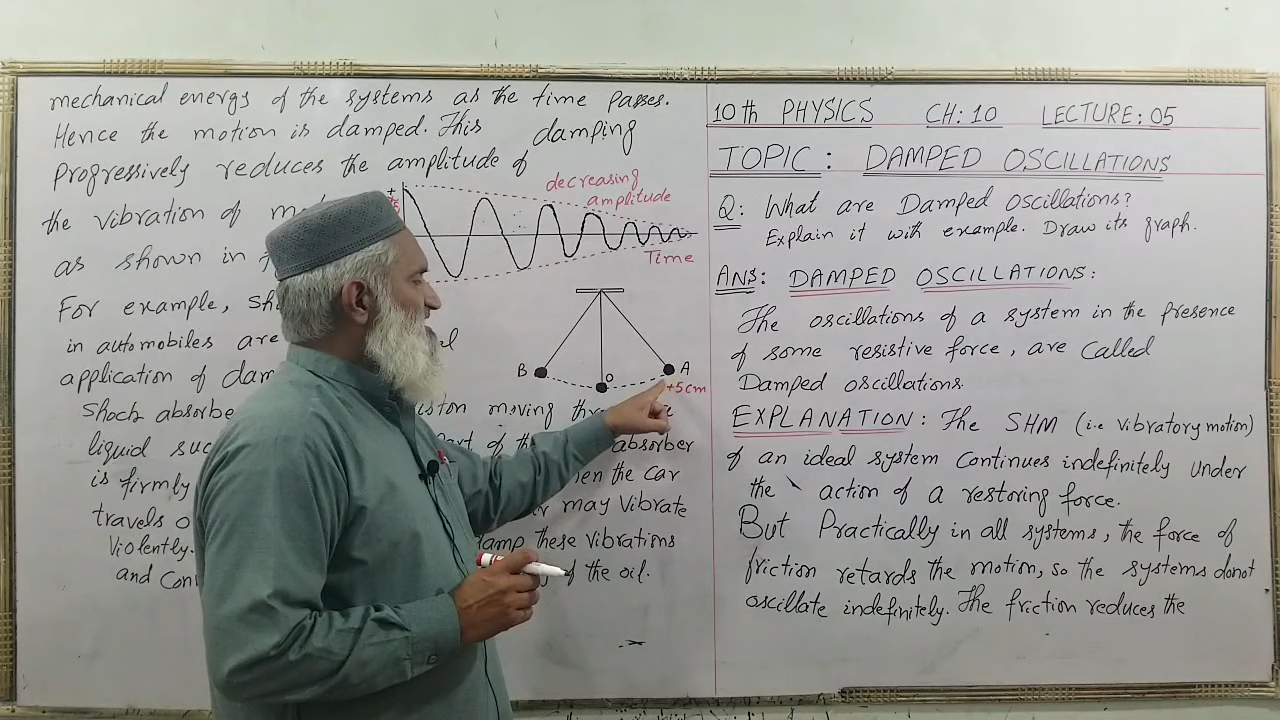 mechanical energy of the systems as the time passes.
Hence the motion is damped. This damping
progressively reduces the amplitude of
the vibration of
as shown in
decreasing
amplitude
Time
For example,
in automobiles are
application of
B
O
A
+5cm
Shock
moving
liquid
of the absorber
is firmly
the car
travels
may Vibrate
Violently.
damp these vibrations
and
of the oil.
10th PHYSICS CH: 10 LECTURE: 05
TOPIC: DAMPED OSCILLATIONS
Q: What are Damped Oscillations?
Explain it with example. Draw its graph.
ANS: DAMPED OSCILLATIONS:
The oscillations of a system in the presence
of some resistive force, are called
Damped oscillations.
EXPLANATION: The SHM (i.e vibratory motion)
of an ideal system continues indefinitely under
the action of a restoring force.
But Practically in all systems, the force of
friction retards the motion, so the systems donot
oscillate indefinitely. The friction reduces the